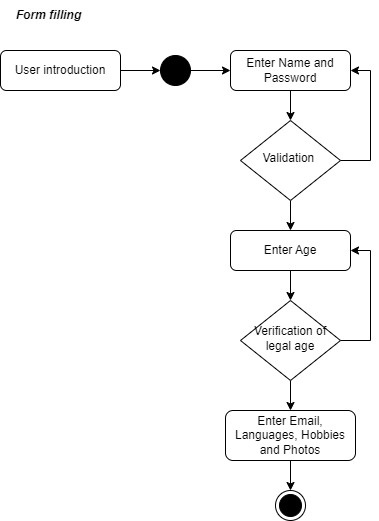 Form filling
User introduction
Enter Name and
Password
Validation
Enter Age
Verification of
legal age
Enter Email,
Languages, Hobbies
and Photos